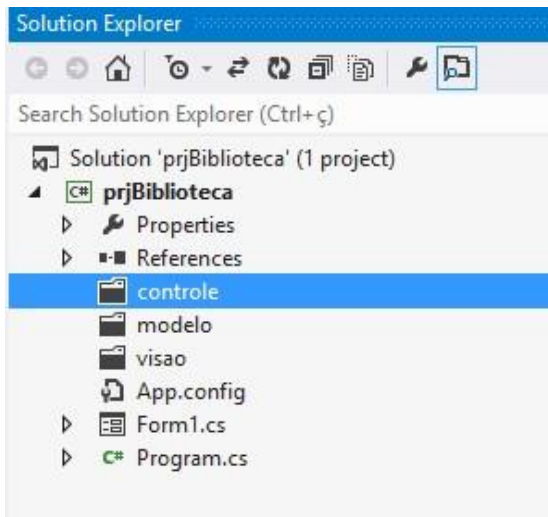 Solution Explorer
Search Solution Explorer (Ctrl+ç)
Solution 'prjBiblioteca' (1 project)
C# prjBiblioteca
Properties
References
controle
modelo
visao
App.config
Form1.cs
C# Program.cs